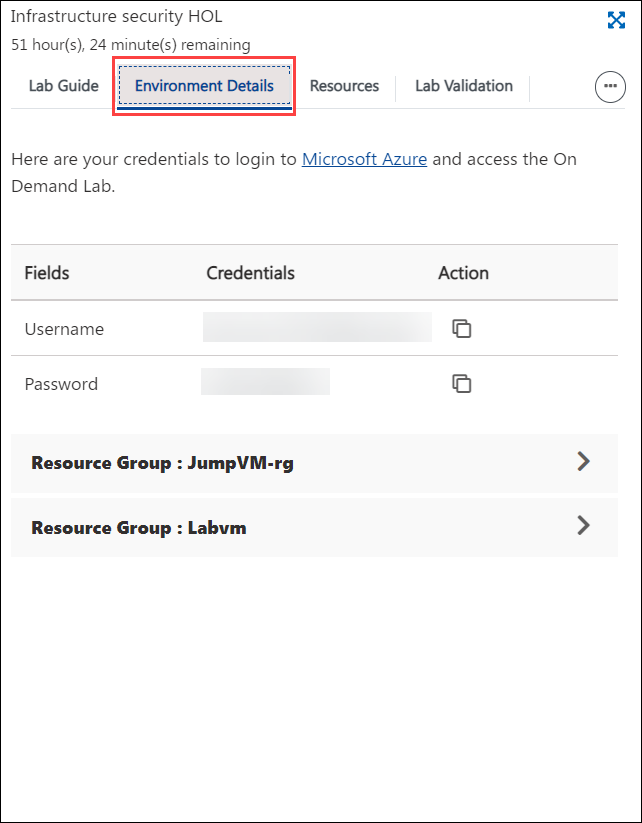 Infrastructure security HOL
51 hour(s), 24 minute(s) remaining
Lab Guide Environment Details Resources Lab Validation
Here are your credentials to login to Microsoft Azure and access the On
Demand Lab.
Fields Credentials Action
Username
Password
Resource Group : JumpVM-rg
Resource Group : Labvm